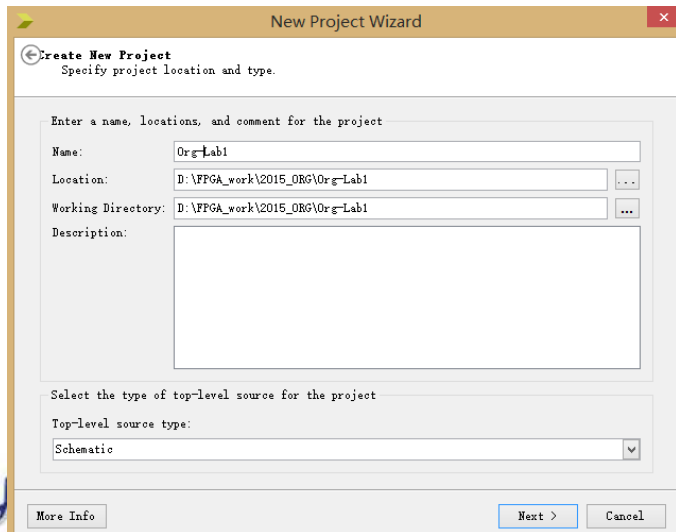 New Project Wizard
Create New Project
Specify project location and type.
Enter a name, locations, and comment for the project
Name: Org-Lab1
Location: D:\FPGA_work\2015_ORG\Org-Lab1 ...
Working Directory: D:\FPGA_work\2015_ORG\Org-Lab1 ...
Description:
Select the type of top-level source for the project
Top-level source type:
Schematic
More Info Next > Cancel